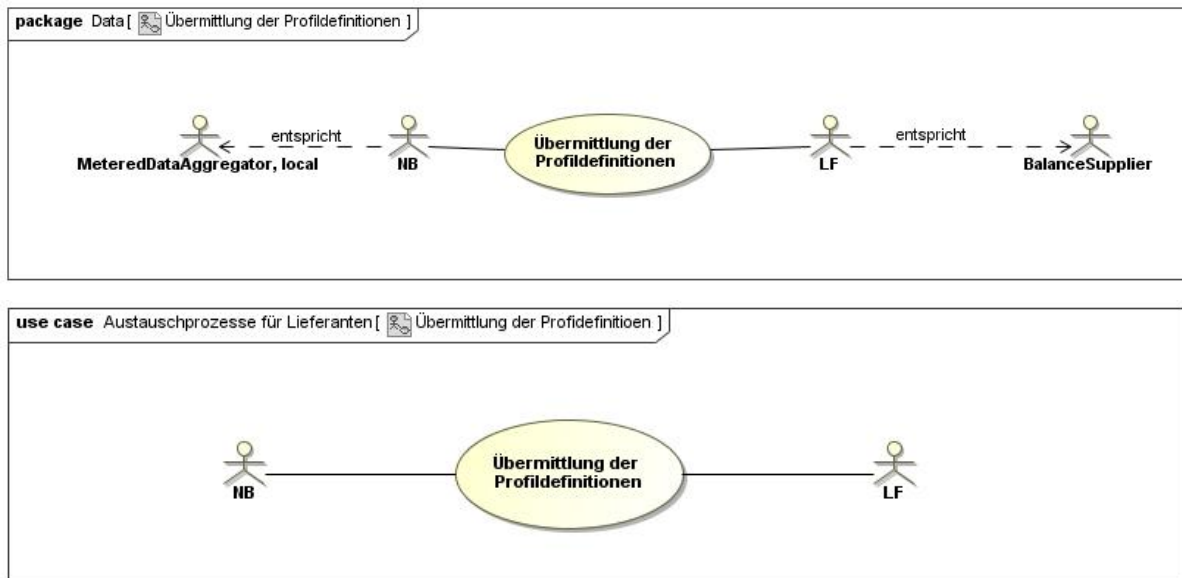 package Data [ Übermittlung der Profildefinitionen ]
entspricht
entspricht
Übermittlung der
Profildefinitionen
MeteredDataAggregator, local
NB
LF
BalanceSupplier
use case Austauschprozesse für Lieferanten [ Übermittlung der Profidefinitioen ]
Übermittlung der
Profildefinitionen
NB
LF